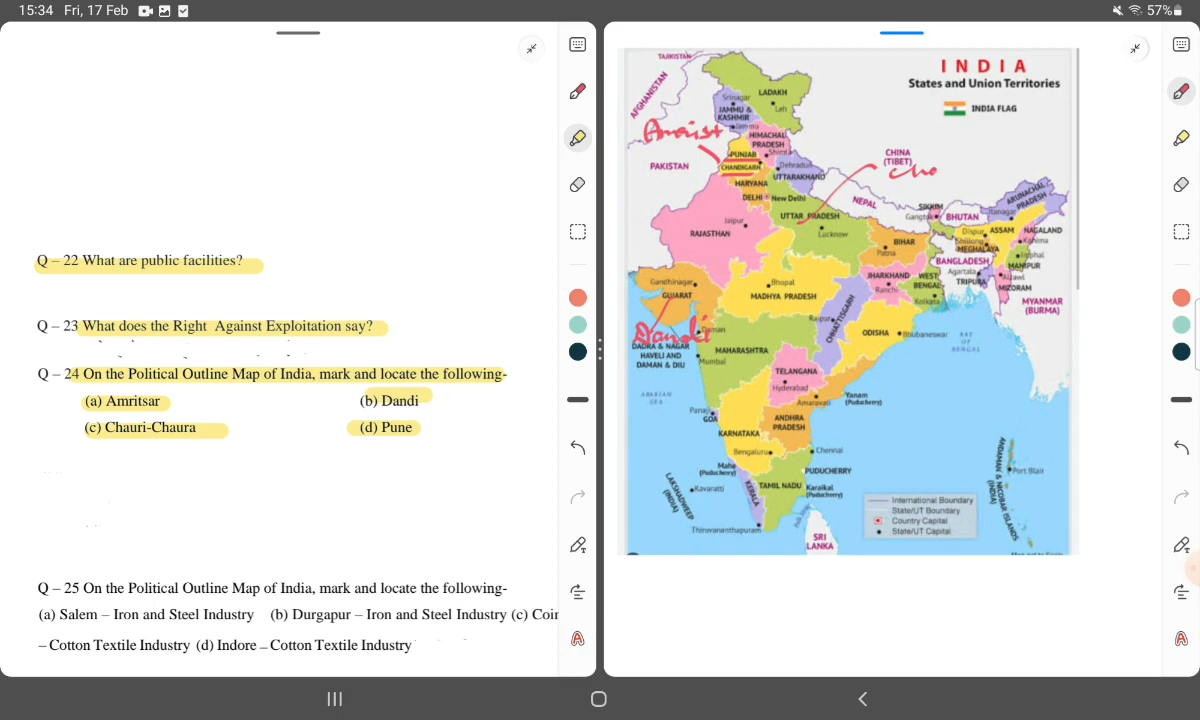 15:34 Fri, 17 Feb
57%
Q – 22 What are public facilities?
Q – 23 What does the Right Against Exploitation say?
Q – 24 On the Political Outline Map of India, mark and locate the following-
(a) Amritsar (b) Dandi
(c) Chauri-Chaura (d) Pune
Q – 25 On the Political Outline Map of India, mark and locate the following-
(a) Salem – Iron and Steel Industry (b) Durgapur – Iron and Steel Industry (c) Coi
– Cotton Textile Industry (d) Indore – Cotton Textile Industry
INDIA
States and Union Territories
INDIA FLAG
TAJIKISTAN
AFGHANISTAN
LADAKH
Leh
Srinagar
JAMMU &
KASHMIR
Jammu
HIMACHAL
PRADESH
Shimla
PUNJAB
CHANDIGARH
Dehradun
UTTARAKHAND
HARYANA
DELHI
New Delhi
PAKISTAN
CHINA
(TIBET)
cho
NEPAL
UTTAR PRADESH
Lucknow
Jaipur
RAJASTHAN
SIKKIM
Gangtok
BHUTAN
ARUNACHAL
PRADESH
Itanagar
Dispur
ASSAM
NAGALAND
Kohima
Shillong
MEGHALAYA
Imphal
MANIPUR
BIHAR
Patna
BANGLADESH
Agartala
TRIPURA
Aizawl
MIZORAM
MYANMAR
(BURMA)
JHARKHAND
Ranchi
WEST
BENGAL
Kolkata
Gandhinagar
GUJARAT
Bhopal
MADHYA PRADESH
Raipur
CHHATTISGARH
ODISHA
Bhubaneswar
BAY
OF
BENGAL
Dandi
Daman
DADRA & NAGAR
HAVELI AND
DAMAN & DIU
Mumbai
MAHARASHTRA
TELANGANA
Hyderabad
ARABIAN
SEA
Yanam
(Puducherry)
Amaravati
ANDHRA
PRADESH
Panaji
GOA
KARNATAKA
Bengaluru
Chennai
Mahe
(Puducherry)
PUDUCHERRY
TAMIL NADU
Karaikal
(Puducherry)
KERALA
LAKSHADWEEP
(INDIA)
Kavaratti
Thiruvananthapuram
SRI
LANKA
ANDAMAN & NICOBAR ISLANDS
(INDIA)
Port Blair
International Boundary
State/UT Boundary
Country Capital
State/UT Capital